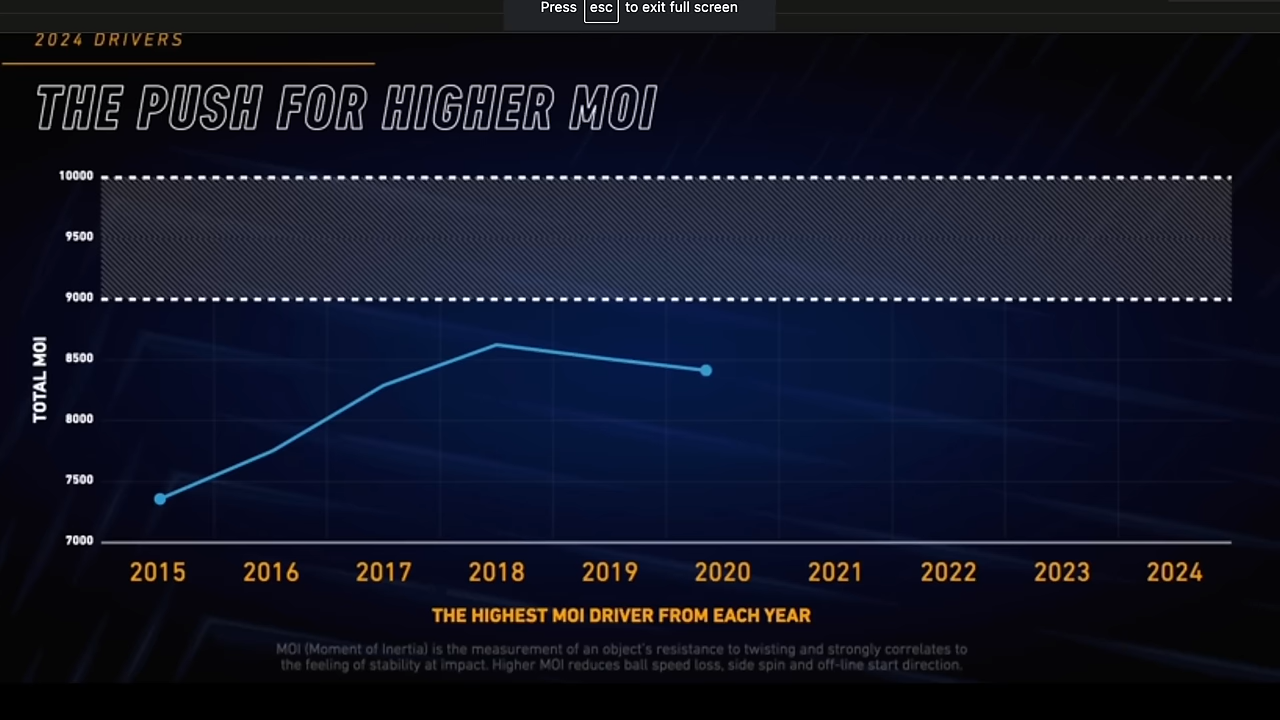 Press esc to exit full screen
2024 DRIVERS
THE PUSH FOR HIGHER MOI
10000
9500
9000
8500
8000
7500
7000
TOTAL MOI
2015 2016 2017 2018 2019 2020 2021 2022 2023 2024
THE HIGHEST MOI DRIVER FROM EACH YEAR
MOI (Moment of Inertia) is the measurement of an object's resistance to twisting and strongly correlates to
the feeling of stability at impact. Higher MOI reduces ball speed loss, side spin and off-line start direction.